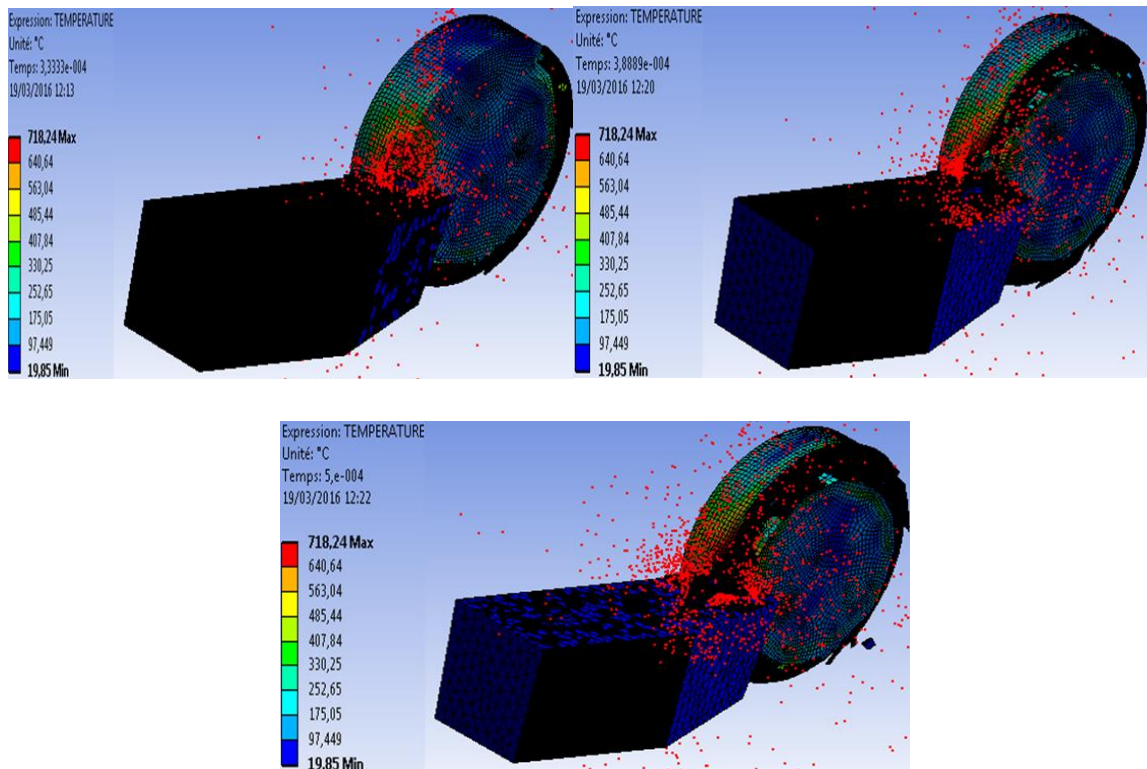 Expression: TEMPERATURE
Unité: °C
Temps: 3,3333e-004
19/03/2016 12:13
718,24 Max
640,64
563,04
485,44
407,84
330,25
252,65
175,05
97,449
19,85 Min
Expression: TEMPERATURE
Unité: °C
Temps: 3,8889e-004
19/03/2016 12:20
718,24 Max
640,64
563,04
485,44
407,84
330,25
252,65
175,05
97,449
19,85 Min
Expression: TEMPERATURE
Unité: °C
Temps: 5,e-004
19/03/2016 12:22
718,24 Max
640,64
563,04
485,44
407,84
330,25
252,65
175,05
97,449
19,85 Min